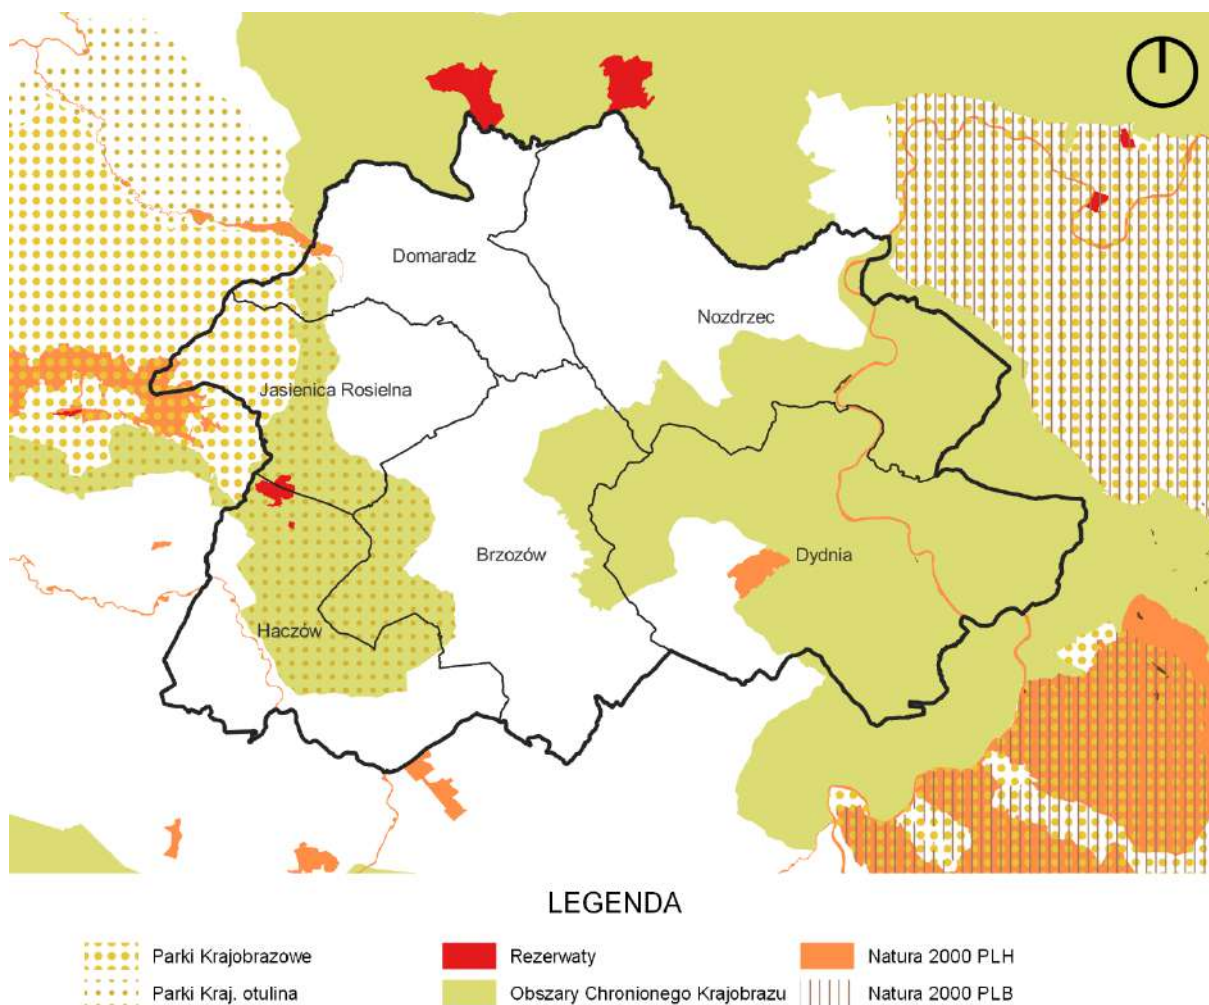 Domaradz
Nozdrzec
Jasienica Rosielna
Brzozów
Dydnia
Haczów
LEGENDA
Parki Krajobrazowe
Rezerwaty
Natura 2000 PLH
Parki Kraj. otulina
Obszary Chronionego Krajobrazu
Natura 2000 PLB